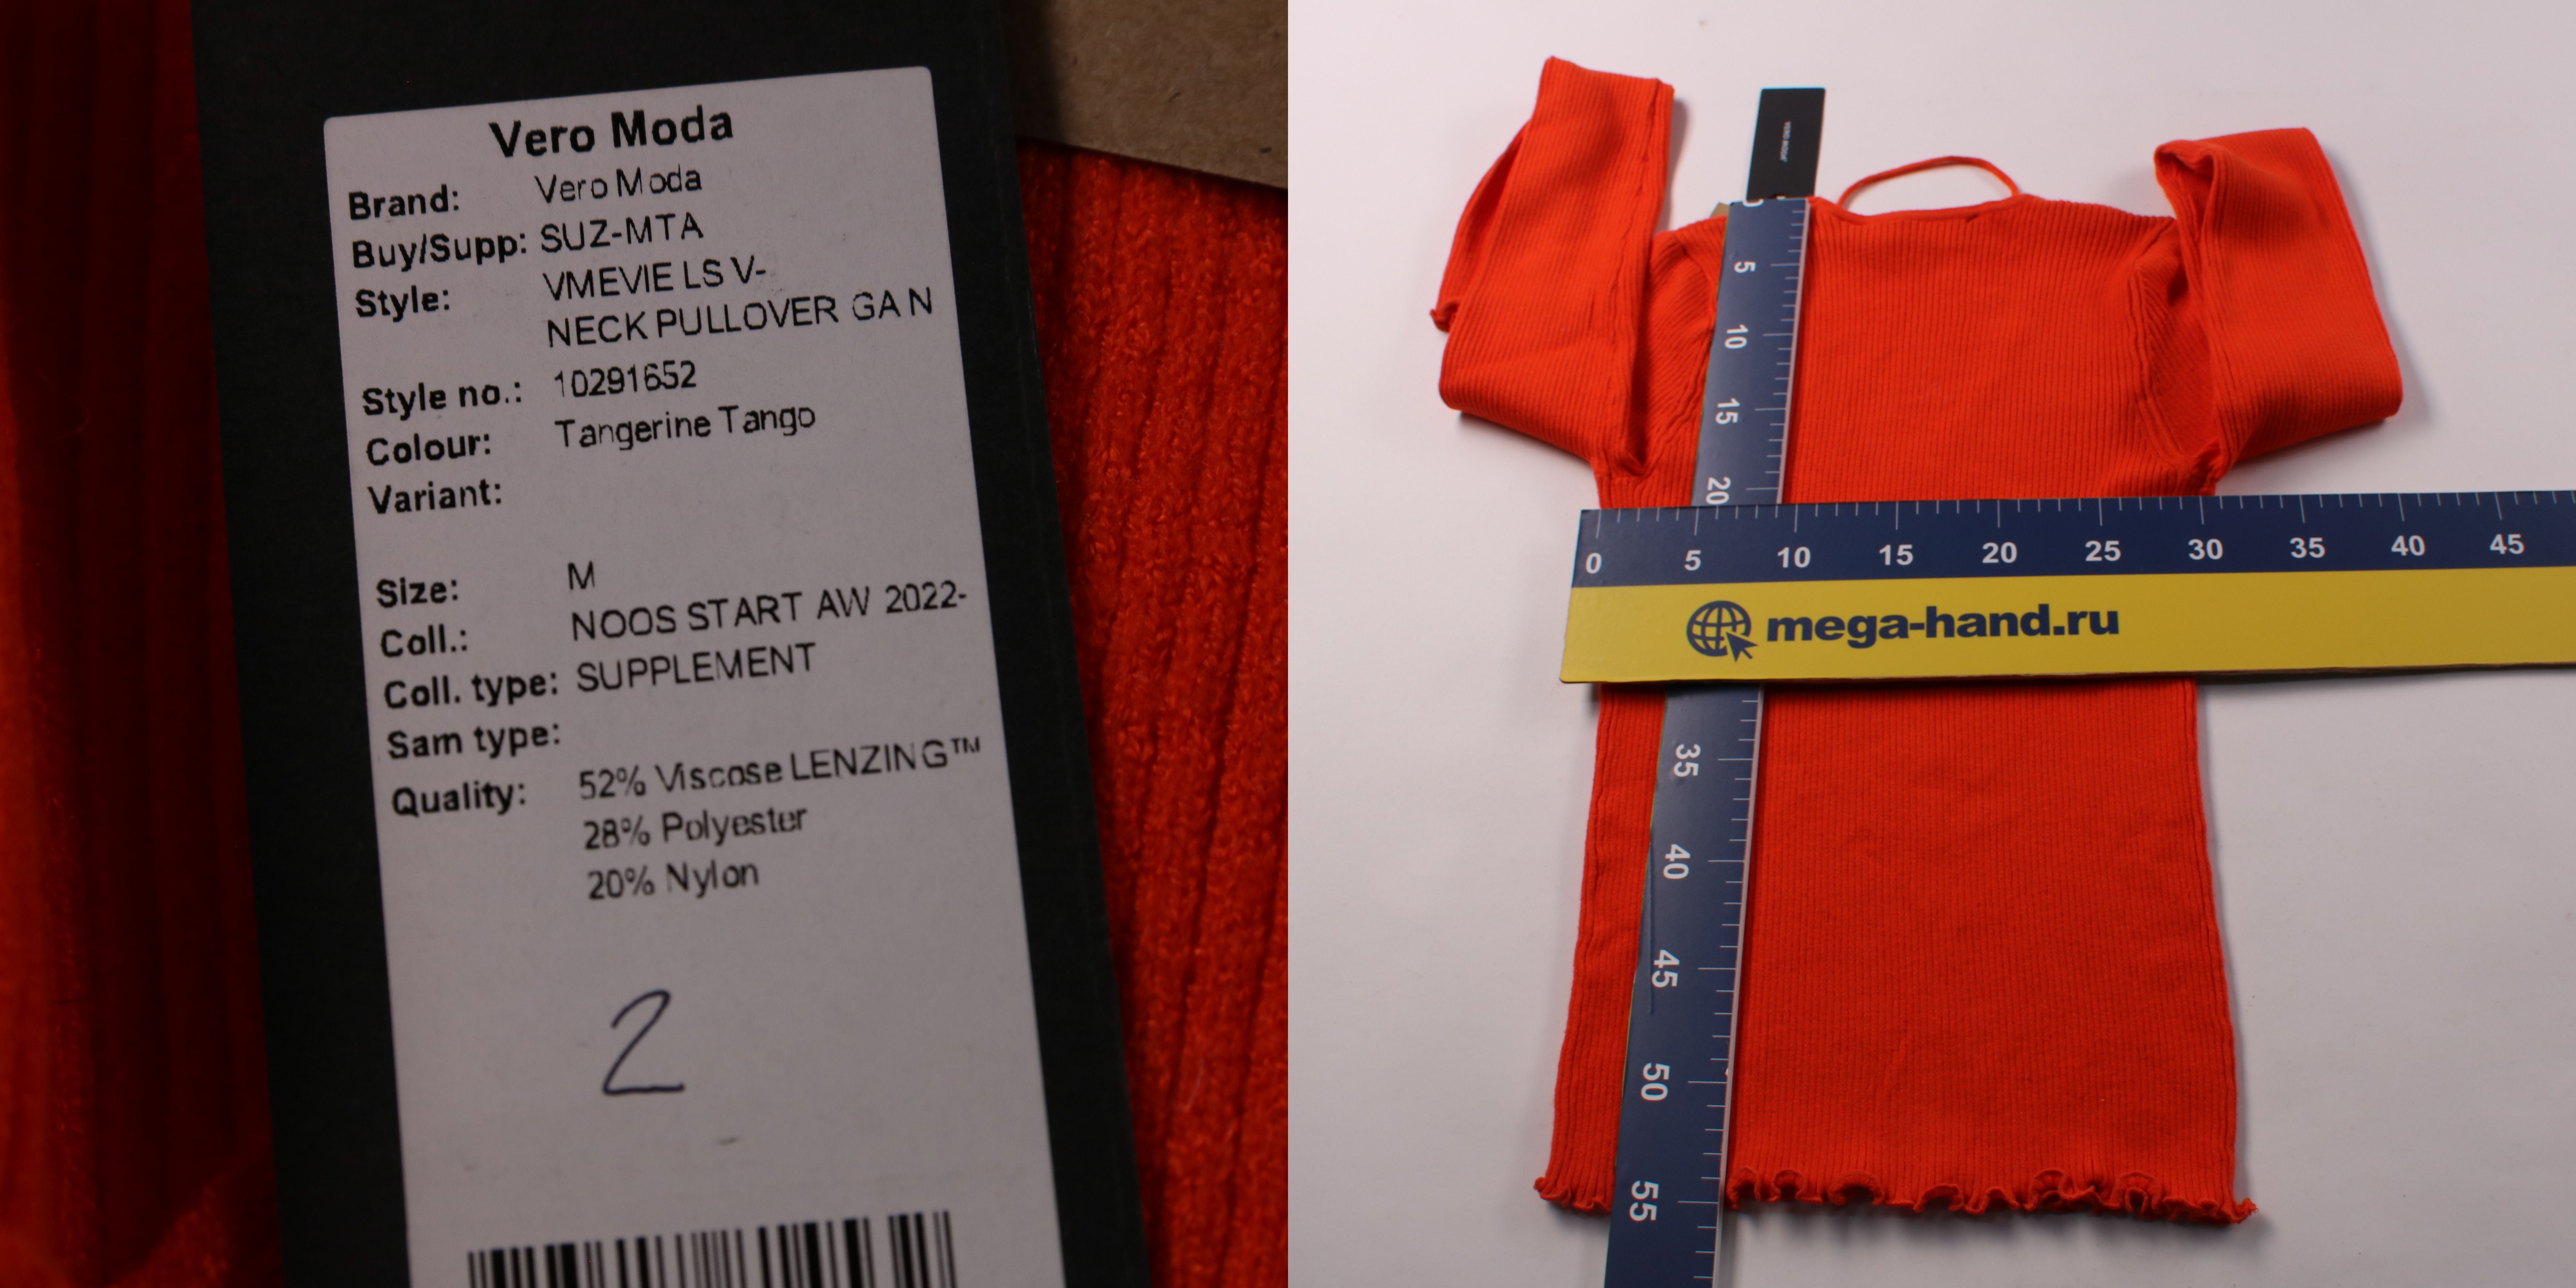 Vero Moda
Brand: Vero Moda
Buy/Supp: SUZ-MTA
Style: VMEVIE LS V-
NECK PULLOVER GA N
Style no.: 10291652
Colour: Tangerine Tango
Variant:
Size: M
Coll.: NOOS START AW 2022-
Coll. type: SUPPLEMENT
Sam type:
Quality: 52% Viscose LENZING™
28% Polyester
20% Nylon
2
VERO MODA
0
5
10
15
20
0 5 10 15 20 25 30 35 40 45
mega-hand.ru
35
40
45
50
55